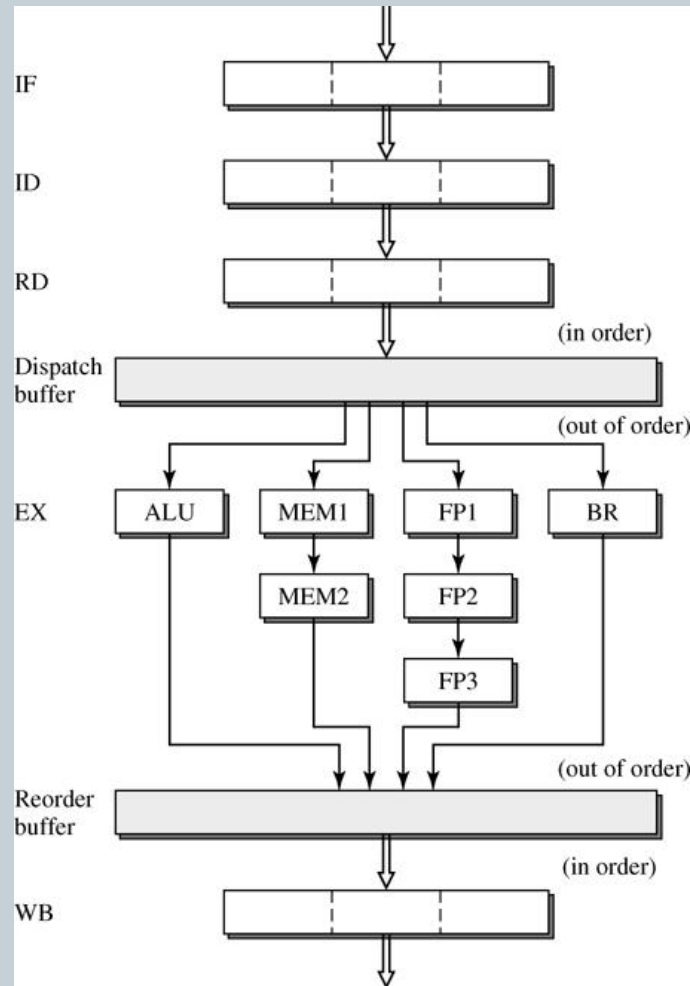 IF
ID
RD
(in order)
Dispatch
buffer
(out of order)
EX
ALU
MEM1
FP1
BR
MEM2
FP2
FP3
(out of order)
Reorder
buffer
(in order)
WB